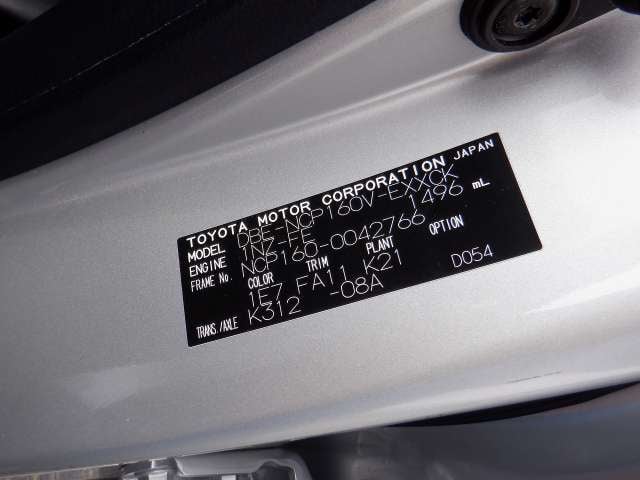 TOYOTA MOTOR CORPORATION JAPAN
MODEL DBE-NCP160V-EXXCK
ENGINE 1NZ-FE 1496 mL
FRAME No. NCP160-0042766
COLOR TRIM PLANT OPTION
1E7 FA11 K21 D054
TRANS./AXLE K312 -08A